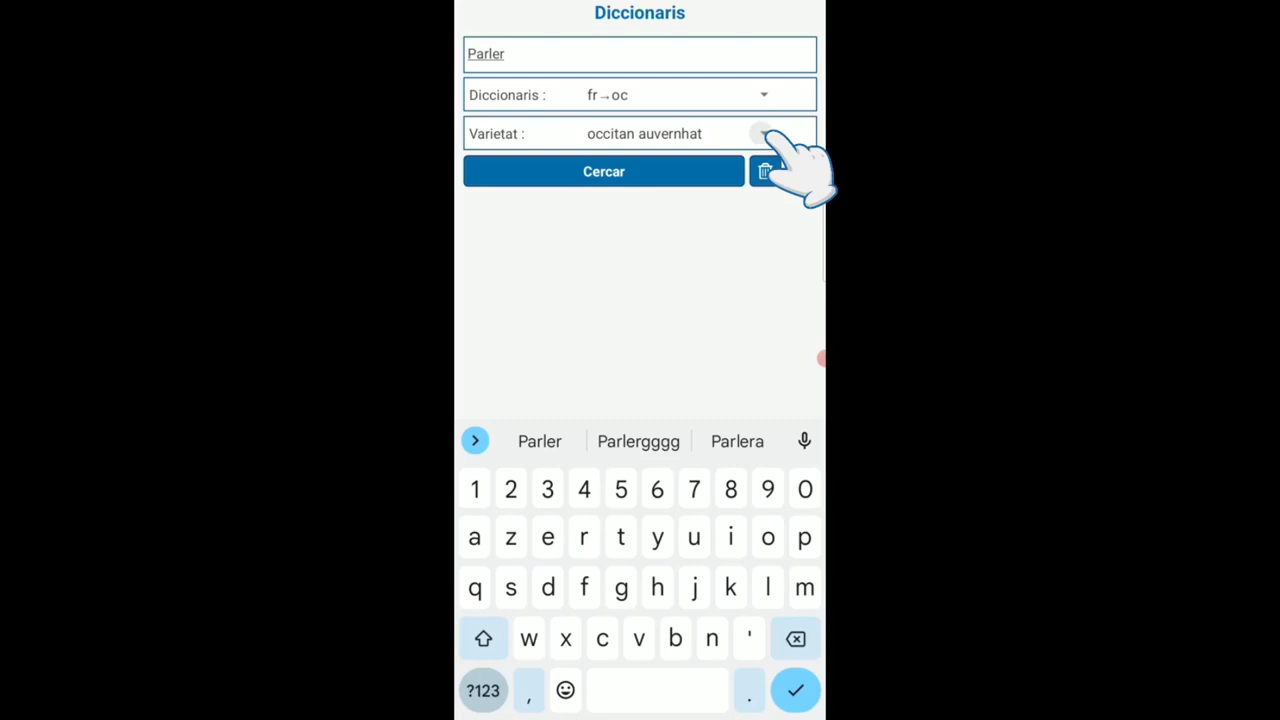 Diccionaris
Parler
Diccionaris : fr→oc
Varietat : occitan auvernhat
Cercar
Parler Parlergggg Parlera
1 2 3 4 5 6 7 8 9 0
a z e r t y u i o p
q s d f g h j k l m
w x c v b n '
?123 , .